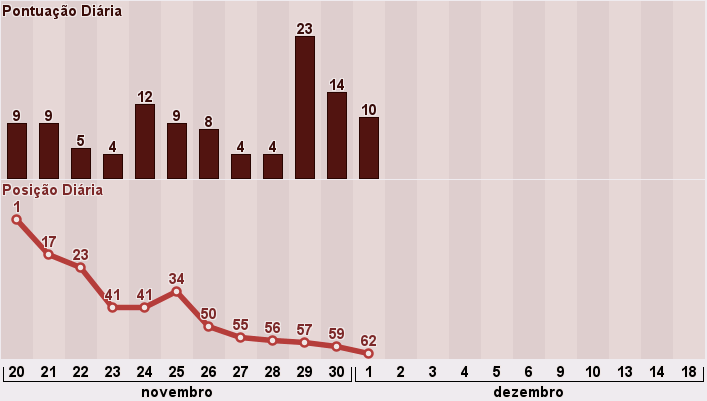 Pontuação Diária
9 9 5 4 12 9 8 4 4 23 14 10
Posição Diária
1 17 23 41 41 34 50 55 56 57 59 62
20 21 22 23 24 25 26 27 28 29 30 1 2 3 4 5 6 9 10 13 14 18
novembro dezembro